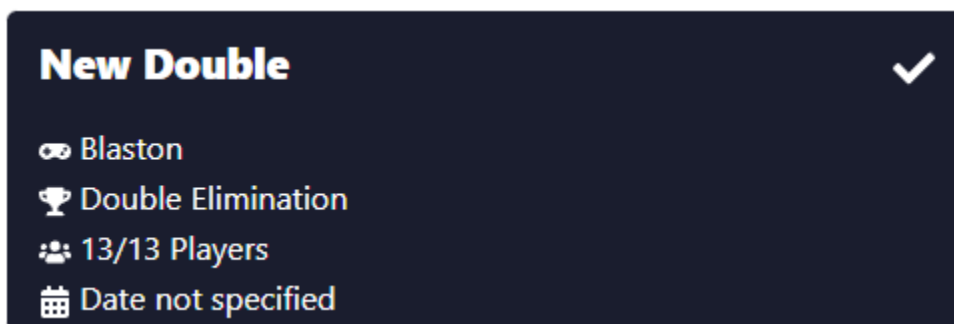 New Double
Blaston
Double Elimination
13/13 Players
Date not specified